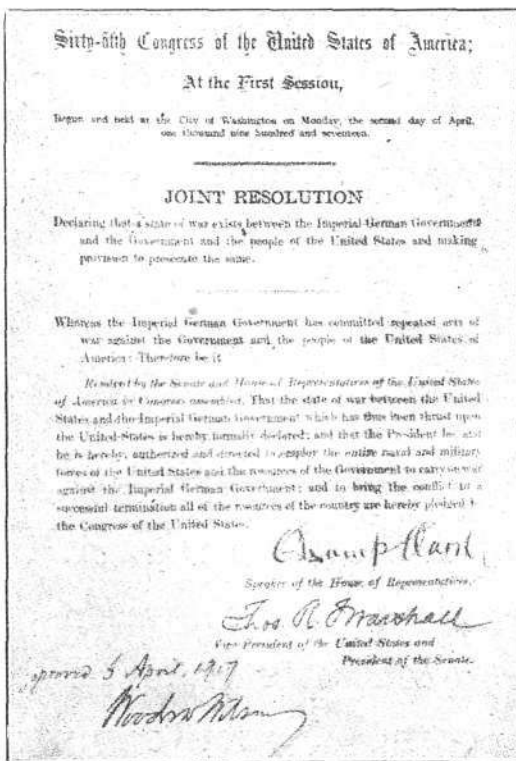 Sixty-fifth Congress of the United States of America;
At the First Session,
Begun and held at the City of Washington on Monday, the second day of April,
one thousand nine hundred and seventeen.
JOINT RESOLUTION
Declaring that a state of war exists between the Imperial German Government
and the Government and the people of the United States and making
provision to prosecute the same.
Whereas the Imperial German Government has committed repeated acts of
war against the Government and the people of the United States of
America: Therefore be it
Resolved by the Senate and House of Representatives of the United States
of America in Congress assembled, That the state of war between the United
States and the Imperial German Government which has thus been thrust upon
the United States is hereby formally declared; and that the President be, and
he is hereby, authorized and directed to employ the entire naval and military
forces of the United States and the resources of the Government to carry on war
against the Imperial German Government; and to bring the conflict to a
successful termination all of the resources of the country are hereby pledged
the Congress of the United States.
Champ Clark
Speaker of the House of Representatives.
Thos. R. Marshall
Vice President of the United States and
President of the Senate.
April, 1917
Woodrow Wilson